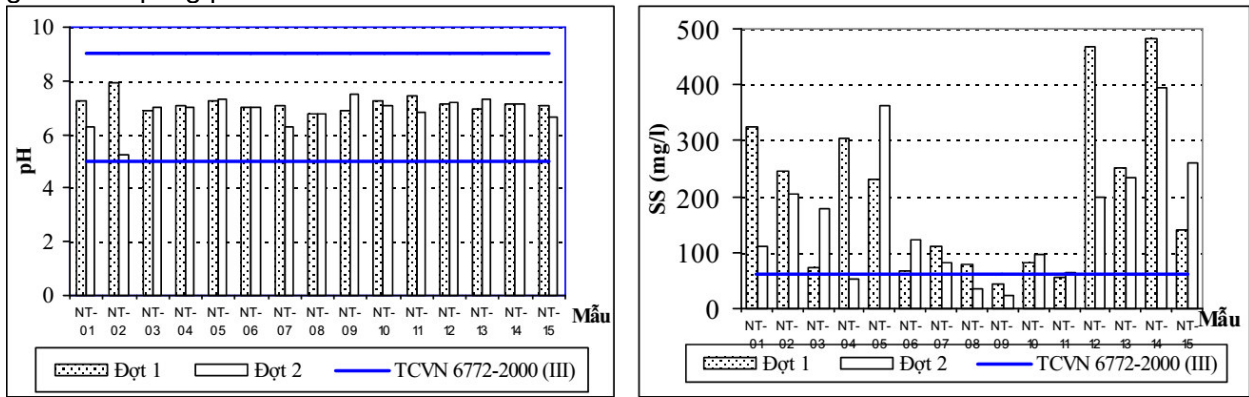 10
8
6
4
2
0
pH
NT-01 NT-02 NT-03 NT-04 NT-05 NT-06 NT-07 NT-08 NT-09 NT-10 NT-11 NT-12 NT-13 NT-14 NT-15 Mẫu
Đợt 1 Đợt 2 TCVN 6772-2000 (III)
500
400
300
200
100
0
SS (mg/l)
NT-01 NT-02 NT-03 NT-04 NT-05 NT-06 NT-07 NT-08 NT-09 NT-10 NT-11 NT-12 NT-13 NT-14 NT-15 Mẫu
Đợt 1 Đợt 2 TCVN 6772-2000 (III)